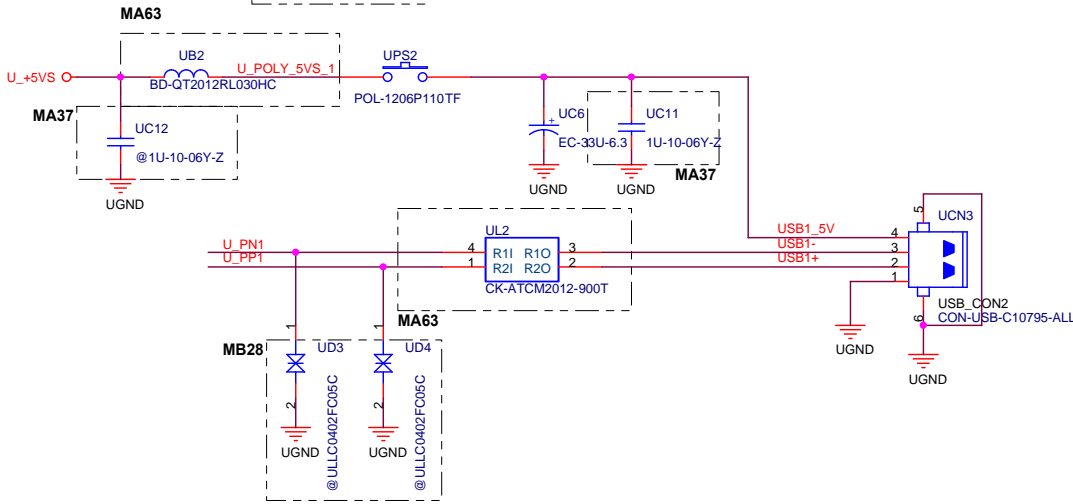 MA63
UB2
UPS2
U_+5VS
U_POLY_5VS_1
BD-QT2012RL030HC
POL-1206P110TF
MA37
UC12
@1U-10-06Y-Z
UGND
UC6
+
EC-33U-6.3
UGND
UC11
1U-10-06Y-Z
UGND
MA37
U_PN1
U_PP1
UL2
4
1
R1I R1O
R2I R2O
3
2
CK-ATCM2012-900T
MA63
USB1_5V
USB1-
USB1+
4
3
2
1
5
6
UCN3
USB_CON2
CON-USB-C10795-ALL
UGND
UGND
MB28
1
UD3
2
@ULLC0402FC05C
UGND
1
UD4
2
@ULLC0402FC05C
UGND